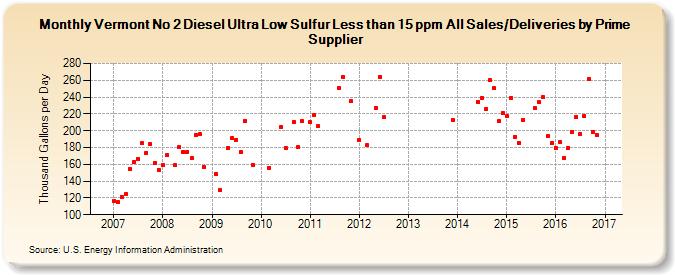 Monthly Vermont No 2 Diesel Ultra Low Sulfur Less than 15 ppm All Sales/Deliveries by Prime
Supplier
Thousand Gallons per Day
280
260
240
220
200
180
160
140
120
100
2007 2008 2009 2010 2011 2012 2013 2014 2015 2016 2017
Source: U.S. Energy Information Administration